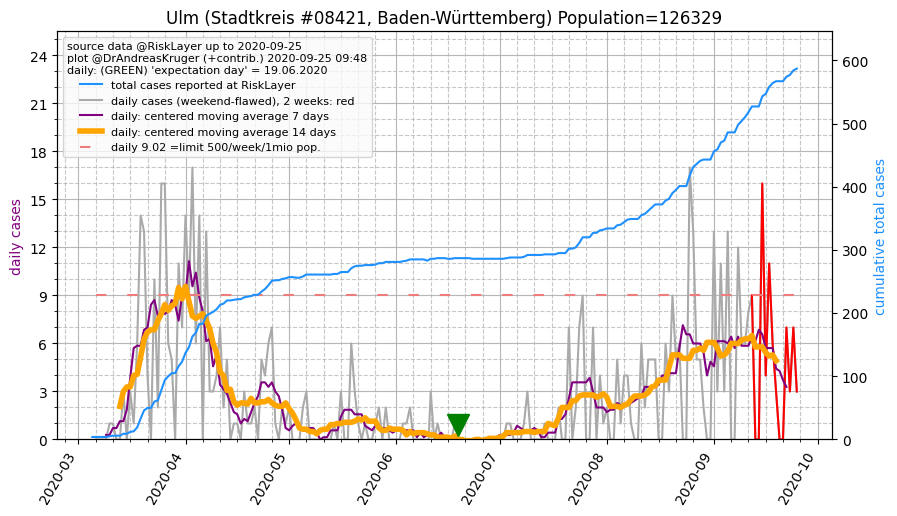 Ulm (Stadtkreis #08421, Baden-Württemberg) Population=126329
source data @RiskLayer up to 2020-09-25
plot @DrAndreasKruger (+contrib.) 2020-09-25 09:48
daily: (GREEN) 'expectation day' = 19.06.2020
total cases reported at RiskLayer
daily cases (weekend-flawed), 2 weeks: red
daily: centered moving average 7 days
daily: centered moving average 14 days
daily 9.02 =limit 500/week/1mio pop.
daily cases
24
21
18
15
12
9
6
3
0
cumulative total cases
600
500
400
300
200
100
0
2020-03
2020-04
2020-05
2020-06
2020-07
2020-08
2020-09
2020-10